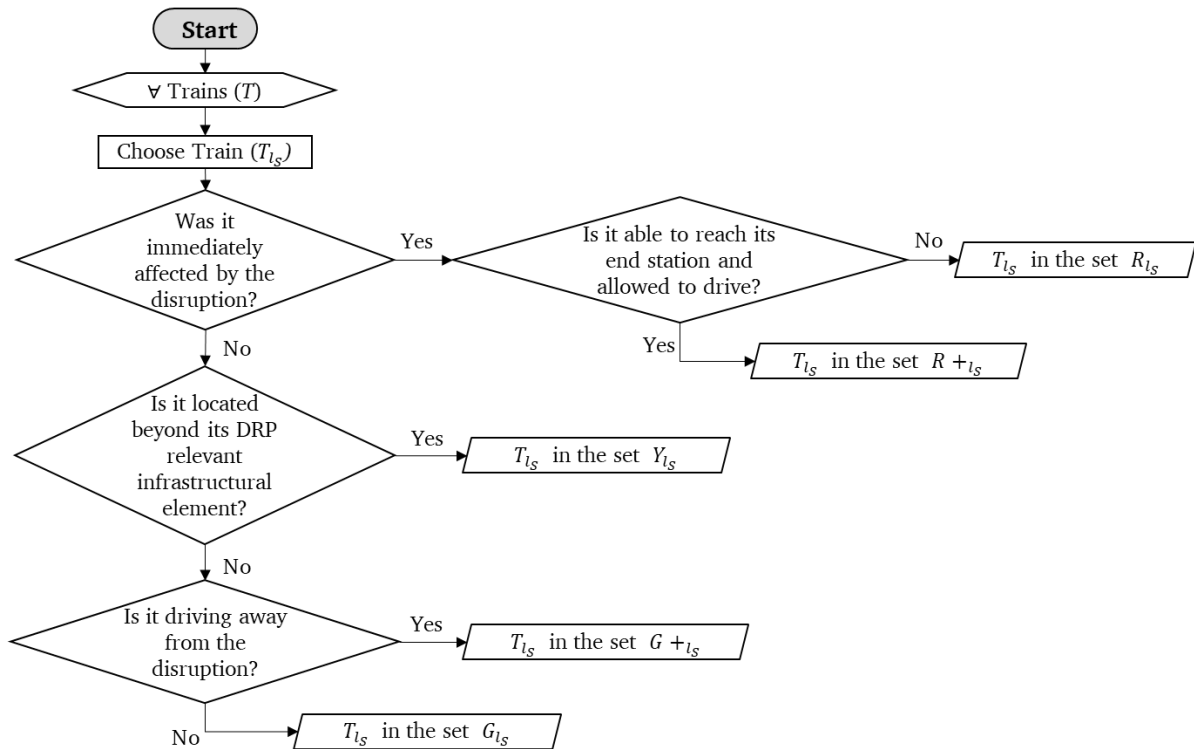 Start
∀ Trains (T)
Choose Train (T_{l_S})
Was it
immediately
affected by the
disruption?
Yes
Is it able to reach its
end station and
allowed to drive?
No
T_{l_S} in the set R_{l_S}
Yes
T_{l_S} in the set R +_{l_S}
No
Is it located
beyond its DRP
relevant
infrastructural
element?
Yes
T_{l_S} in the set Y_{l_S}
No
Is it driving away
from the
disruption?
Yes
T_{l_S} in the set G +_{l_S}
No
T_{l_S} in the set G_{l_S}